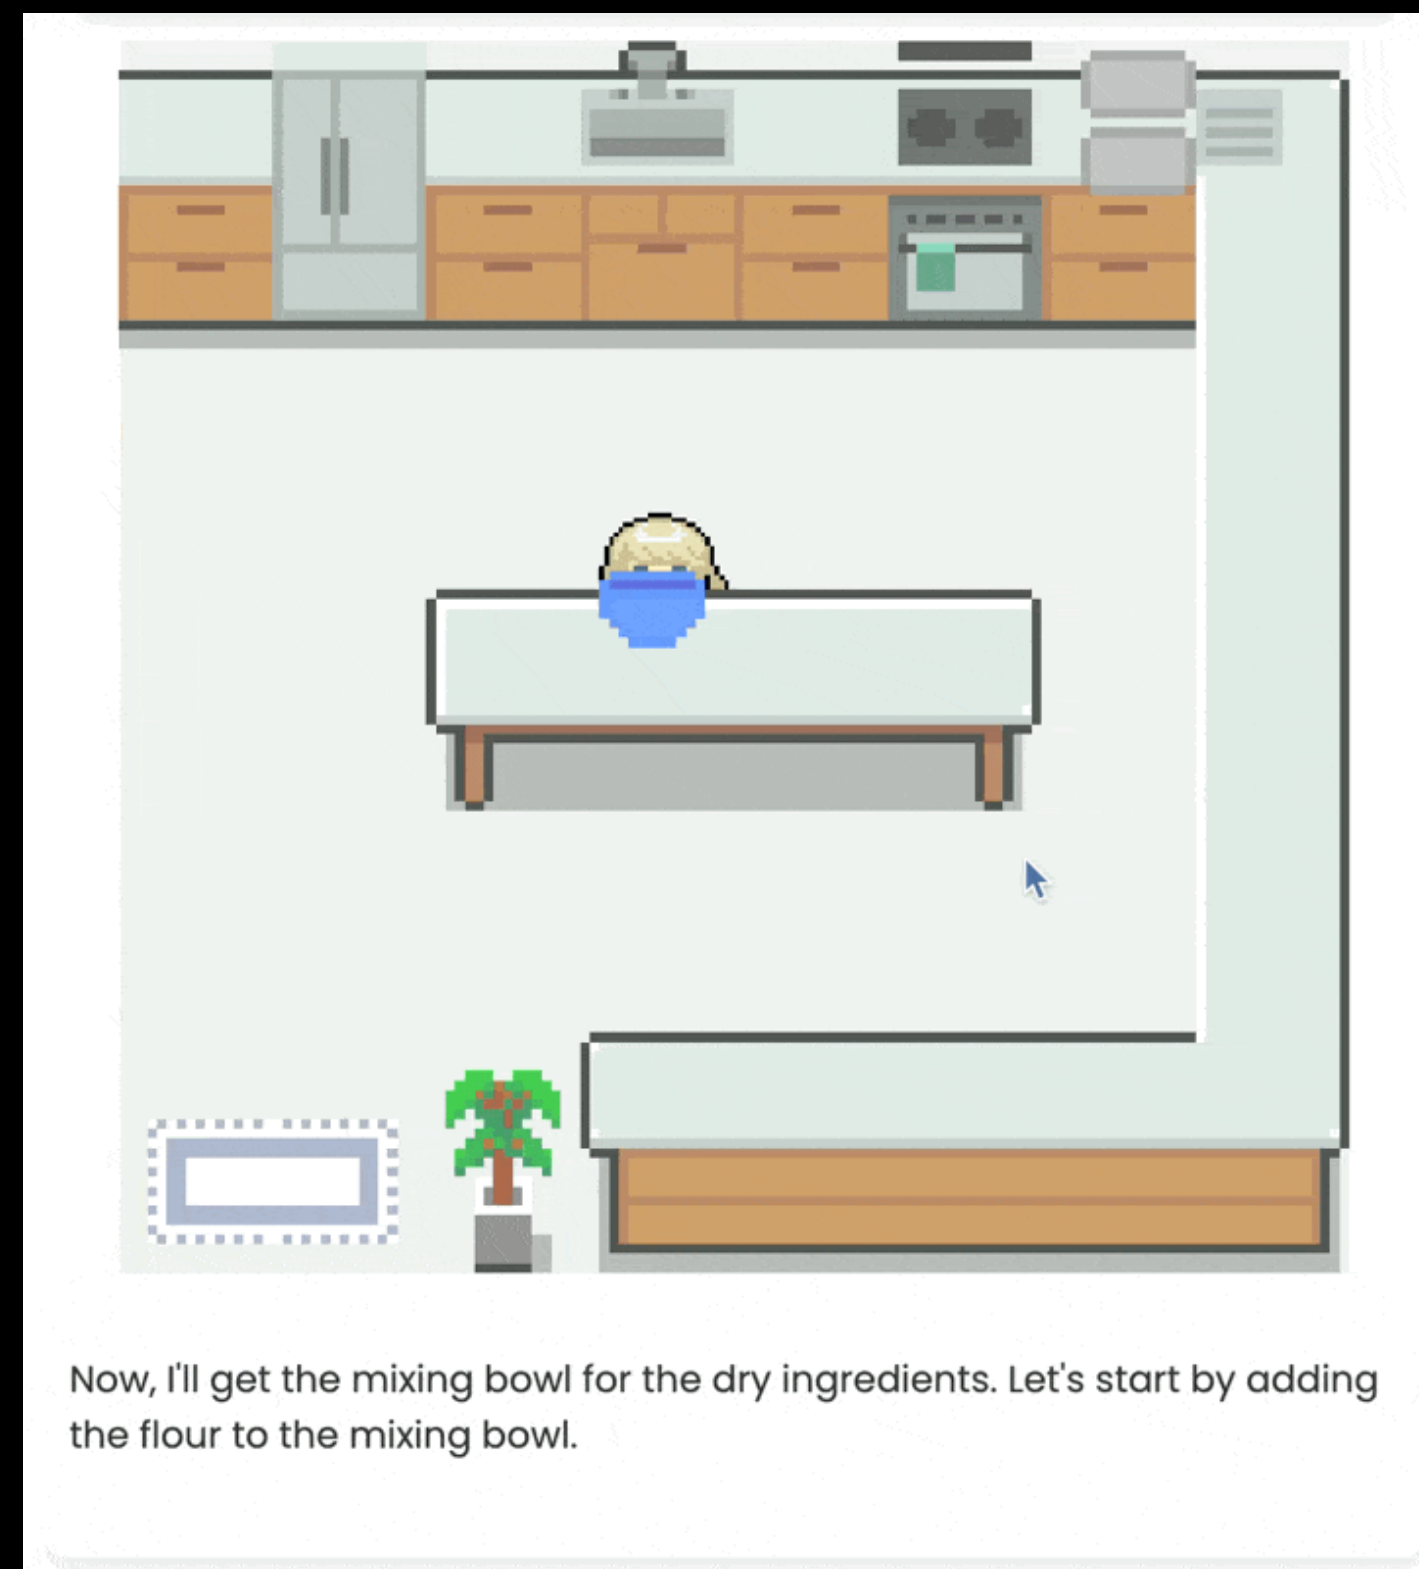 Now, I'll get the mixing bowl for the dry ingredients. Let's start by adding
the flour to the mixing bowl.